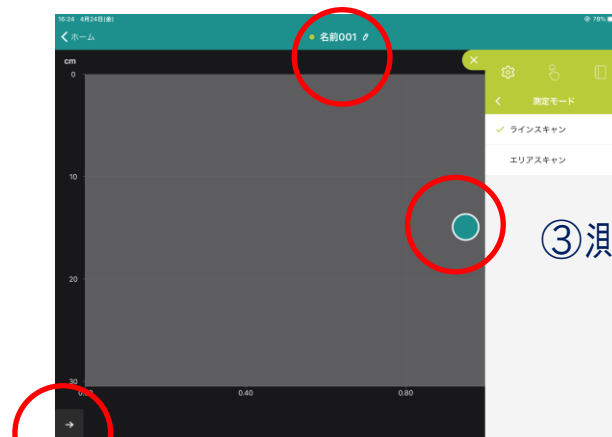 16:24 4月24日(金)
79%
ホーム
名前001
cm
0
10
20
30
0.00
0.40
0.80
測定モード
ラインスキャン
エリアスキャン
③測